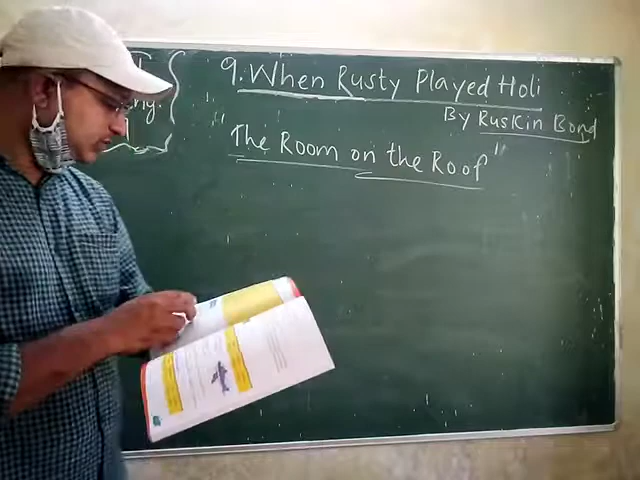 9. When Rusty Played Holi
By Ruskin Bond
"The Room on the Roof"